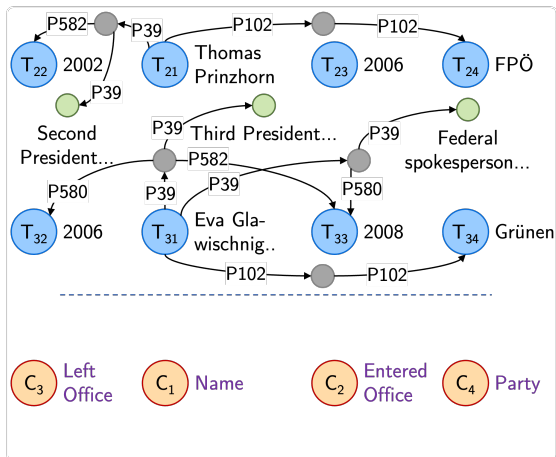 P582
P39
P102
P102
T22 2002
T21 Thomas
Prinzhorn
T23 2006
T24 FPÖ
P39
Second
President...
P39
Third President...
P39
Federal
spokesperson...
P582
P580
P39
P39
P580
T32 2006
T31 Eva Gla-
wischnig..
T33 2008
T34 Grünen
P102
P102
C3 Left
Office
C1 Name
C2 Entered
Office
C4 Party